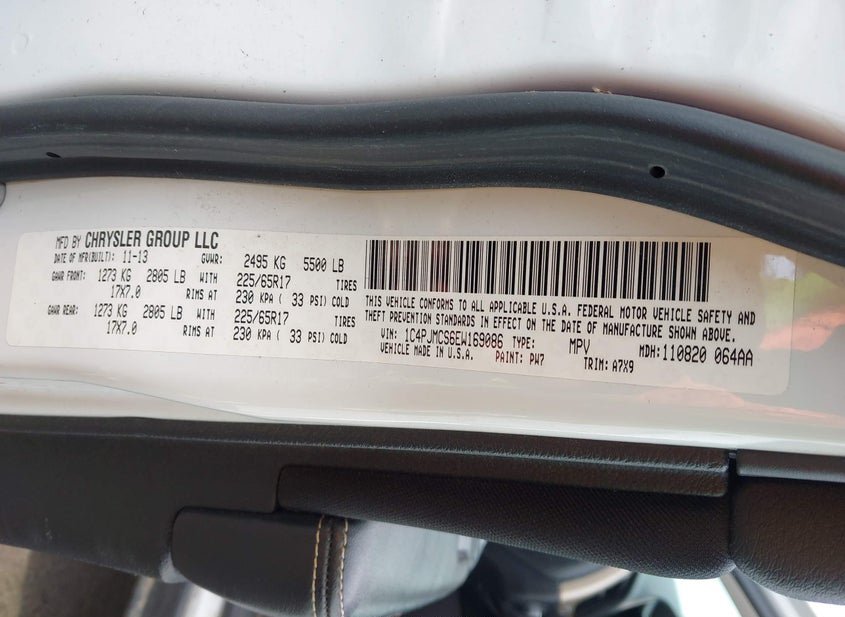 MFD BY CHRYSLER GROUP LLC
DATE OF MFR(BUILT): 11-13 GVWR: 2495 KG 5500 LB
GAWR FRONT: 1273 KG 2805 LB WITH 225/65R17 TIRES
17X7.0 RIMS AT 230 KPA ( 33 PSI) COLD
GAWR REAR: 1273 KG 2805 LB WITH 225/65R17 TIRES
17X7.0 RIMS AT 230 KPA ( 33 PSI) COLD
THIS VEHICLE CONFORMS TO ALL APPLICABLE U.S.A. FEDERAL MOTOR VEHICLE SAFETY AND
THEFT PREVENTION STANDARDS IN EFFECT ON THE DATE OF MANUFACTURE SHOWN ABOVE.
VIN: 1C4PJMCS6EW169086 TYPE: MPV MDH: 110820 064AA
VEHICLE MADE IN U.S.A. PAINT: PW7 TRIM: A7X9